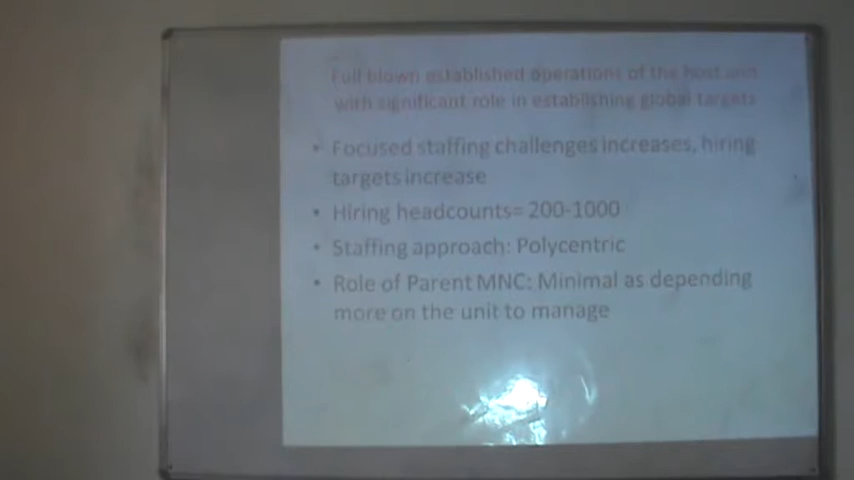 Full blown established operations of the host unit
with significant role in establishing global targets
• Focused staffing challenges increases, hiring
targets increase
• Hiring headcounts= 200-1000
• Staffing approach: Polycentric
• Role of Parent MNC: Minimal as depending
more on the unit to manage